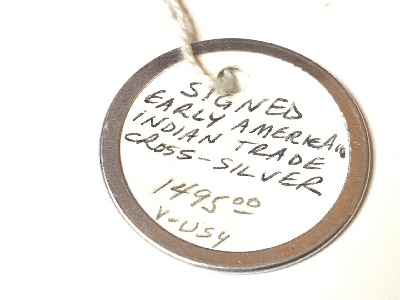 SIGNED
EARLY AMERICAN
INDIAN TRADE
CROSS-SILVER
1495.00
V-USY